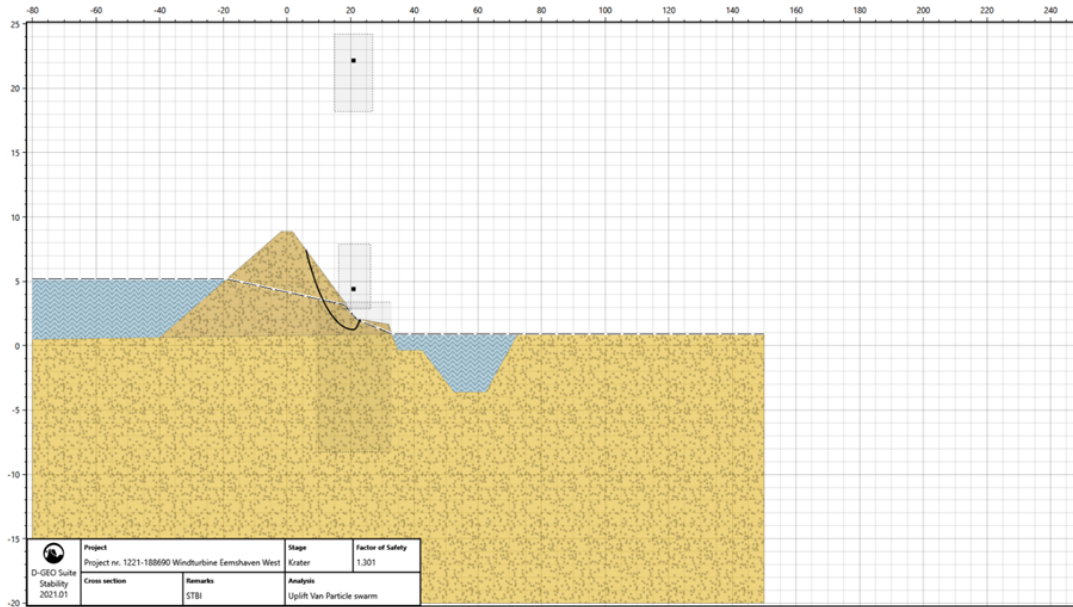 -80 -60 -40 -20 0 20 40 60 80 100 120 140 160 180 200 220 240
25
20
15
10
5
0
-5
-10
-15
-20
D-GEO Suite
Stability
2021.01
Project
Project nr. 1221-188690 Windturbine Eemshaven West
Stage
Krater
Factor of Safety
1.301
Cross section
Remarks
STBI
Analysis
Uplift Van Particle swarm